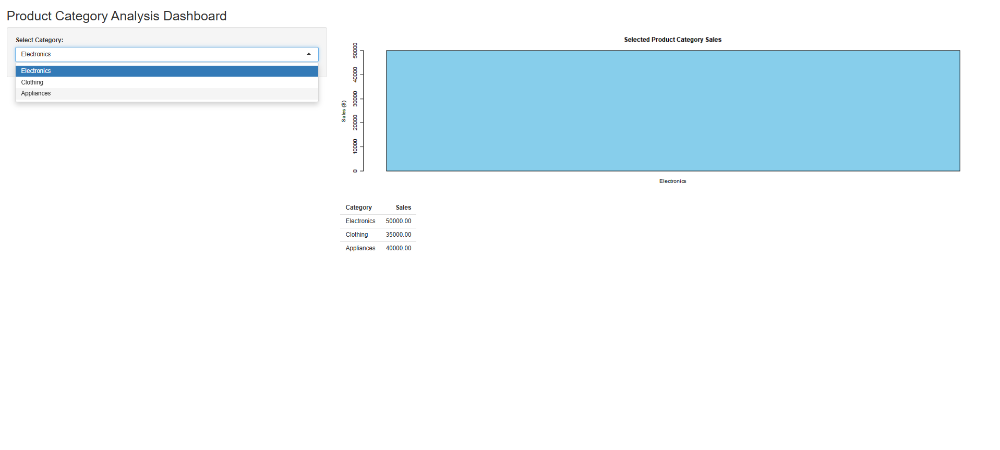 Product Category Analysis Dashboard
Select Category:
Electronics
Electronics
Clothing
Appliances
Selected Product Category Sales
Sales ($)
50000
40000
30000
20000
10000
0
Electronics
Category Sales
Electronics 50000.00
Clothing 35000.00
Appliances 40000.00